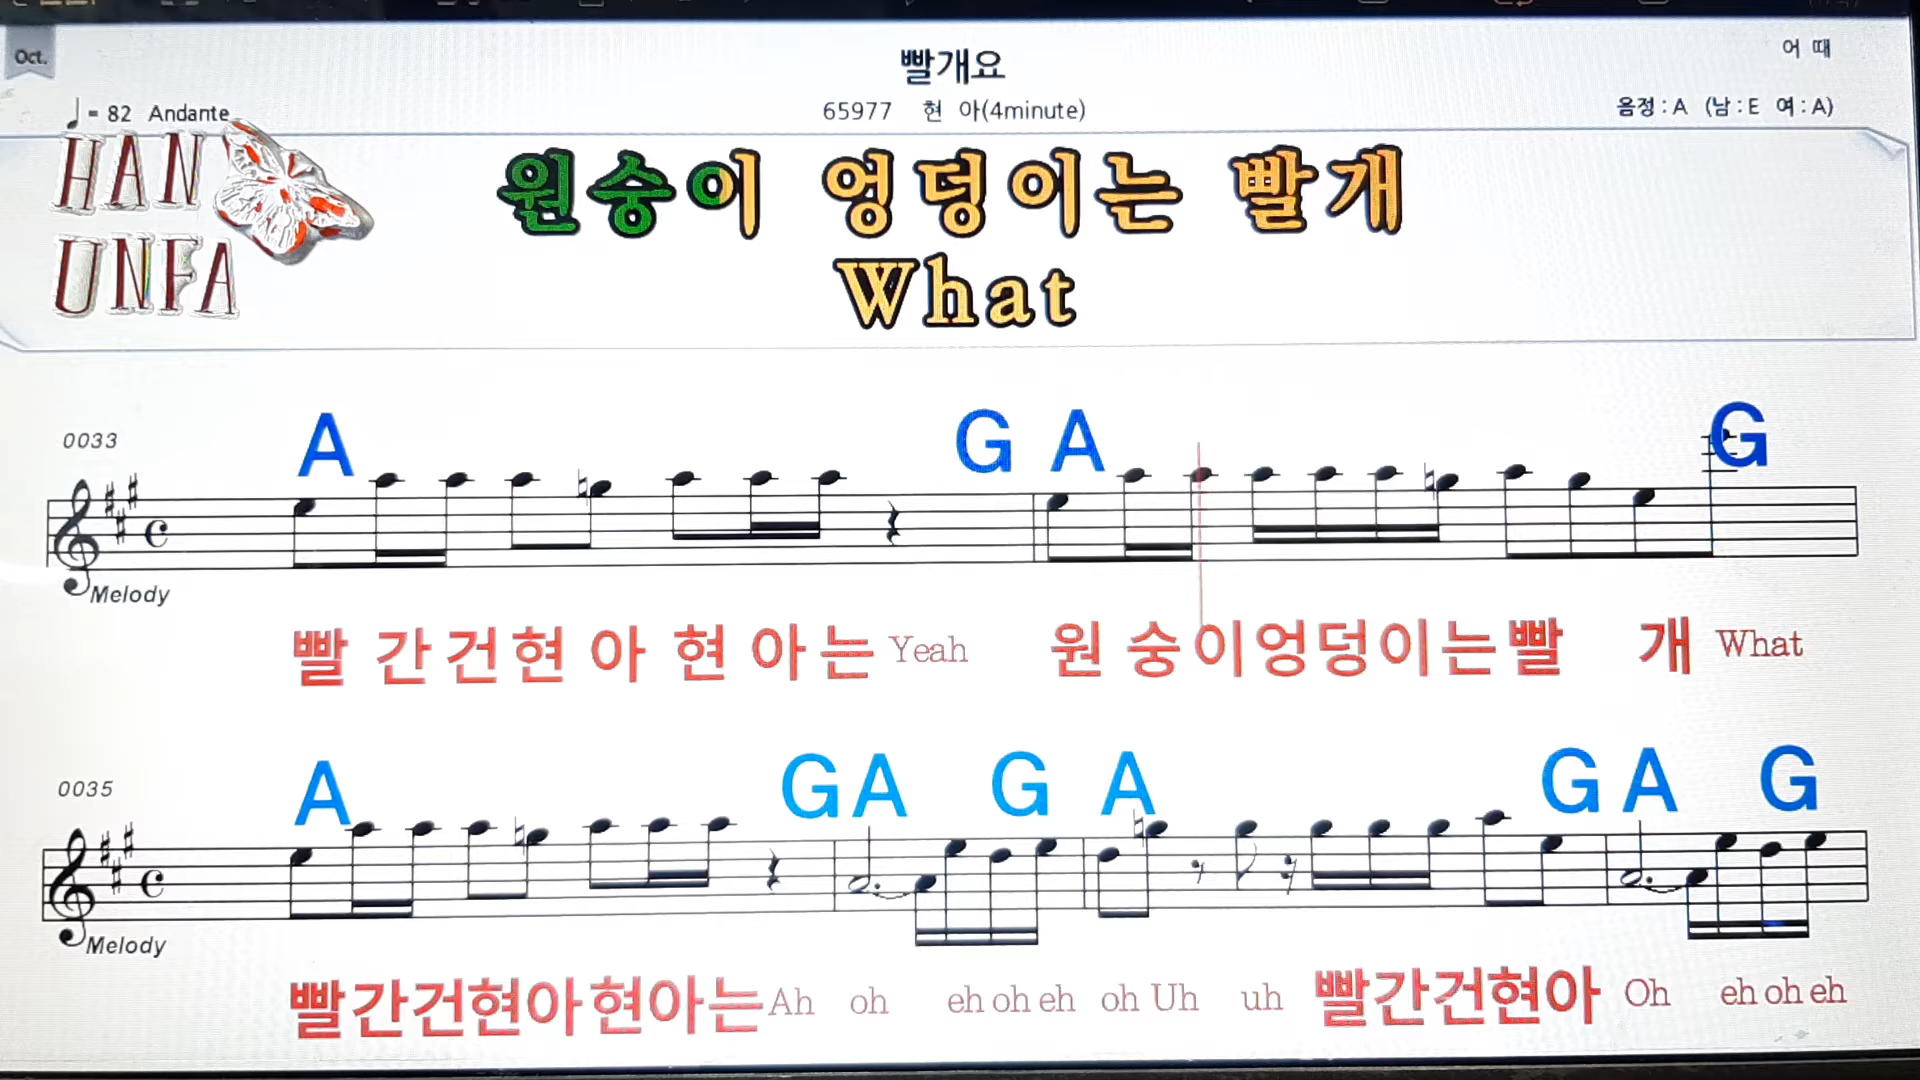 Oct.
빨개요
어 때
♩= 82 Andante
65977 현 아(4minute)
음정 : A (남 : E 여 : A)
HAN
UNFA
원숭이 엉덩이는 빨개
What
0033
A G A G
Melody
빨 간 건 현 아 현 아 는 Yeah 원 숭 이 엉 덩 이 는 빨 개 What
0035
A G A G A G A G
Melody
빨간건현아현아는 Ah oh eh oh eh oh Uh uh 빨간건현아 Oh eh oh eh